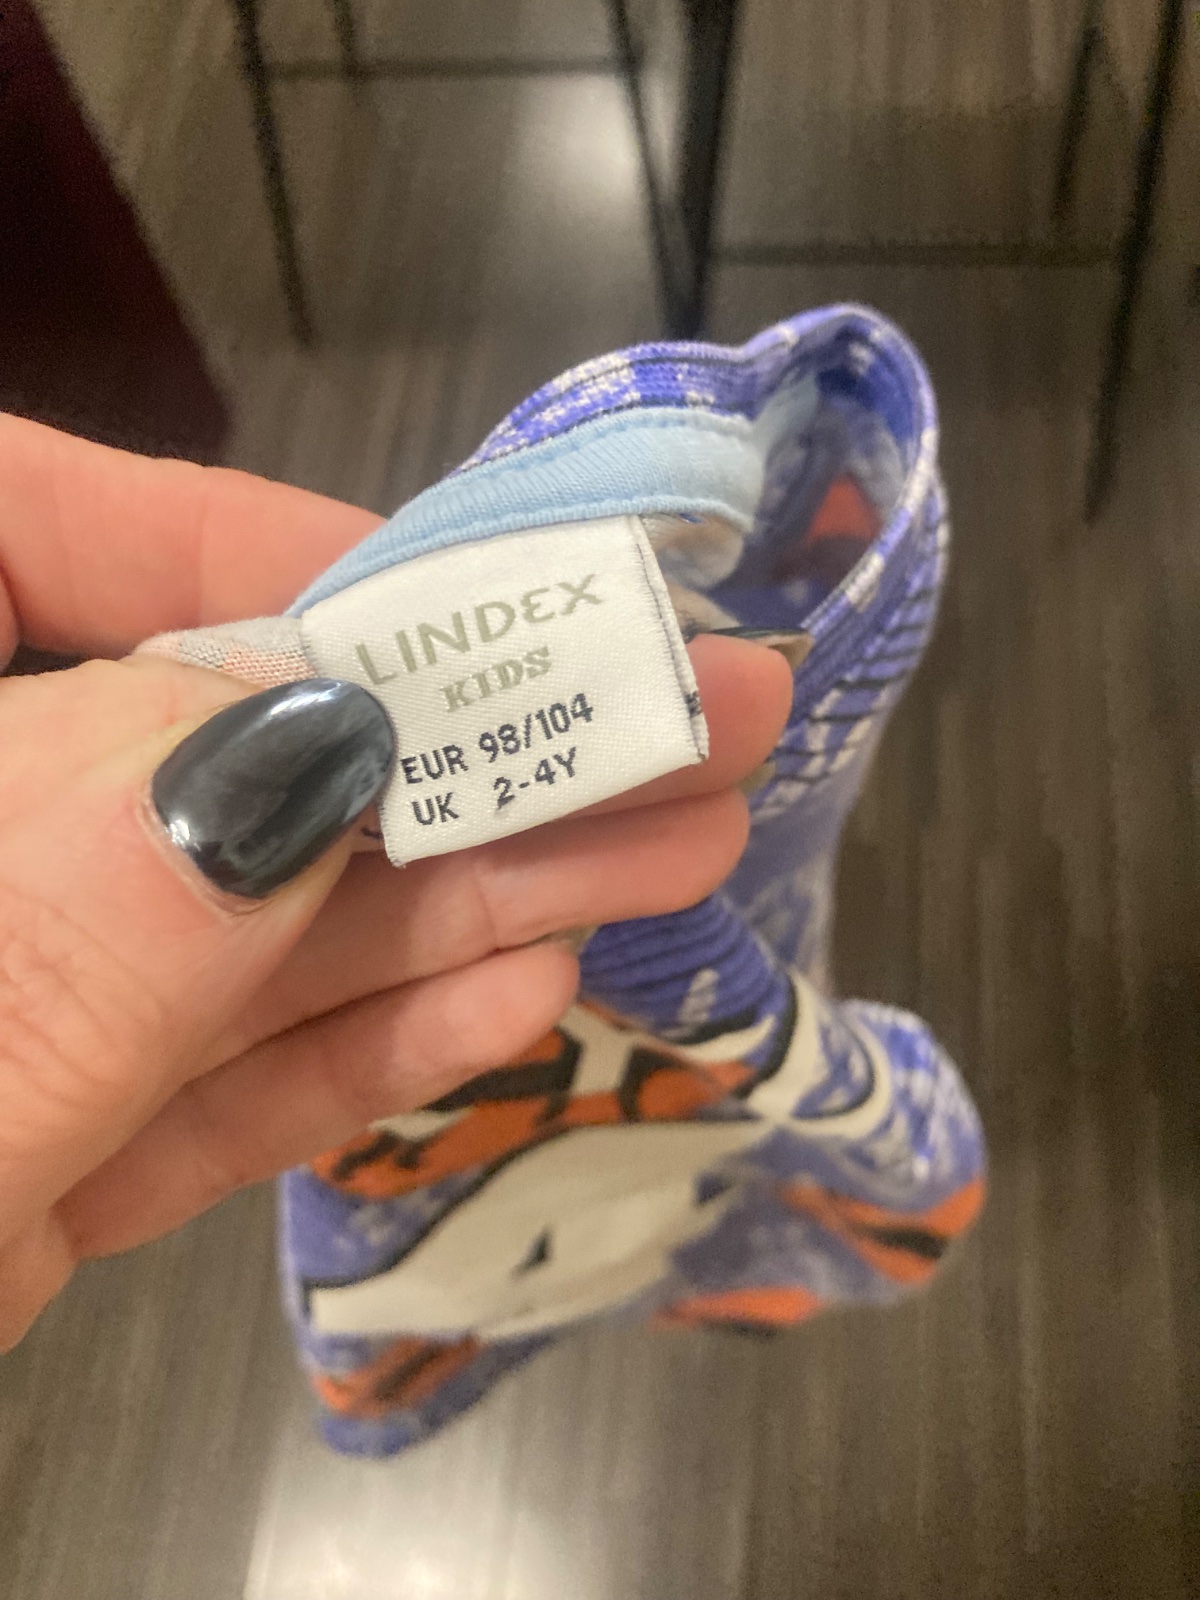 LINDEX
KIDS
EUR 98/104
UK 2-4Y